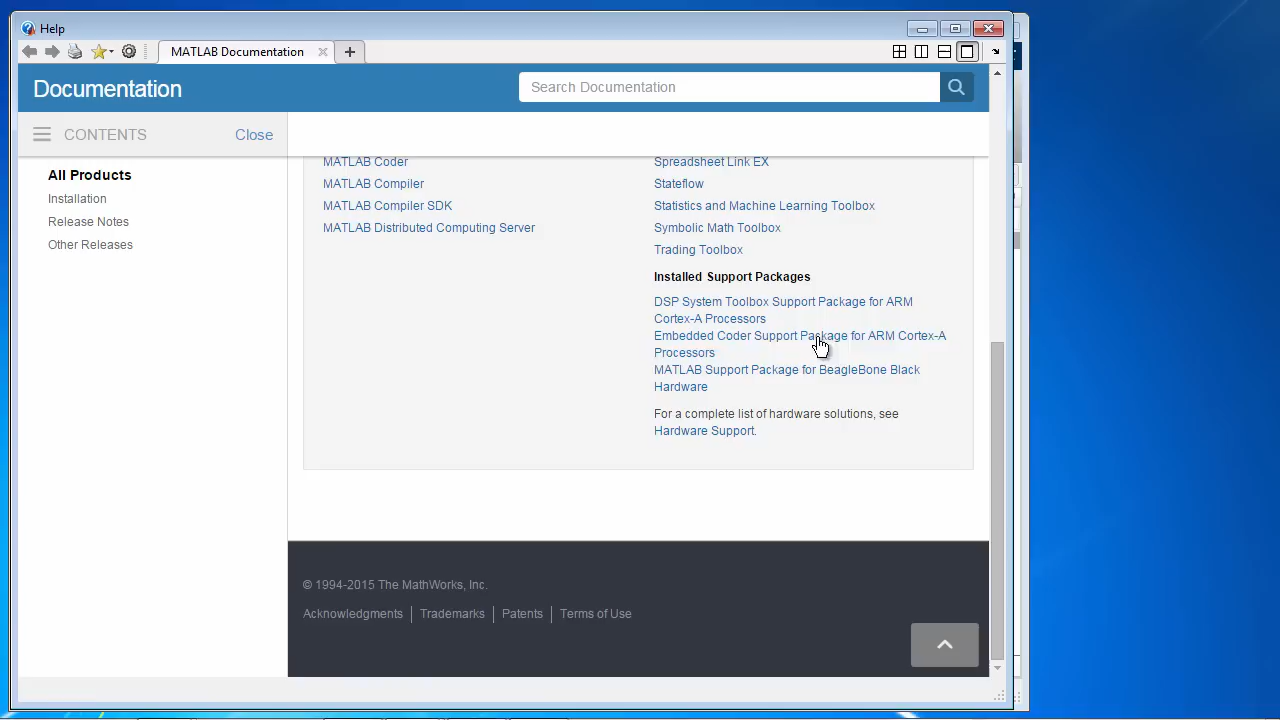 Help
MATLAB Documentation
Documentation
Search Documentation
CONTENTS
Close
All Products
Installation
Release Notes
Other Releases
MATLAB Coder
MATLAB Compiler
MATLAB Compiler SDK
MATLAB Distributed Computing Server
Spreadsheet Link EX
Stateflow
Statistics and Machine Learning Toolbox
Symbolic Math Toolbox
Trading Toolbox
Installed Support Packages
DSP System Toolbox Support Package for ARM
Cortex-A Processors
Embedded Coder Support Package for ARM Cortex-A
Processors
MATLAB Support Package for BeagleBone Black
Hardware
For a complete list of hardware solutions, see
Hardware Support.
© 1994-2015 The MathWorks, Inc.
Acknowledgments
Trademarks
Patents
Terms of Use